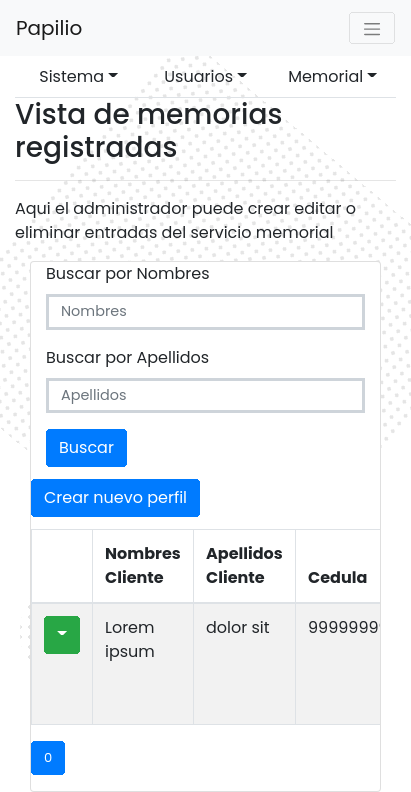 Papilio
Sistema Usuarios Memorial
Vista de memorias
registradas
Aqui el administrador puede crear editar o
eliminar entradas del servicio memorial
Buscar por Nombres
Nombres
Buscar por Apellidos
Apellidos
Buscar
Crear nuevo perfil
Nombres Apellidos
Cliente Cliente Cedula
Lorem dolor sit 99999999
ipsum
0